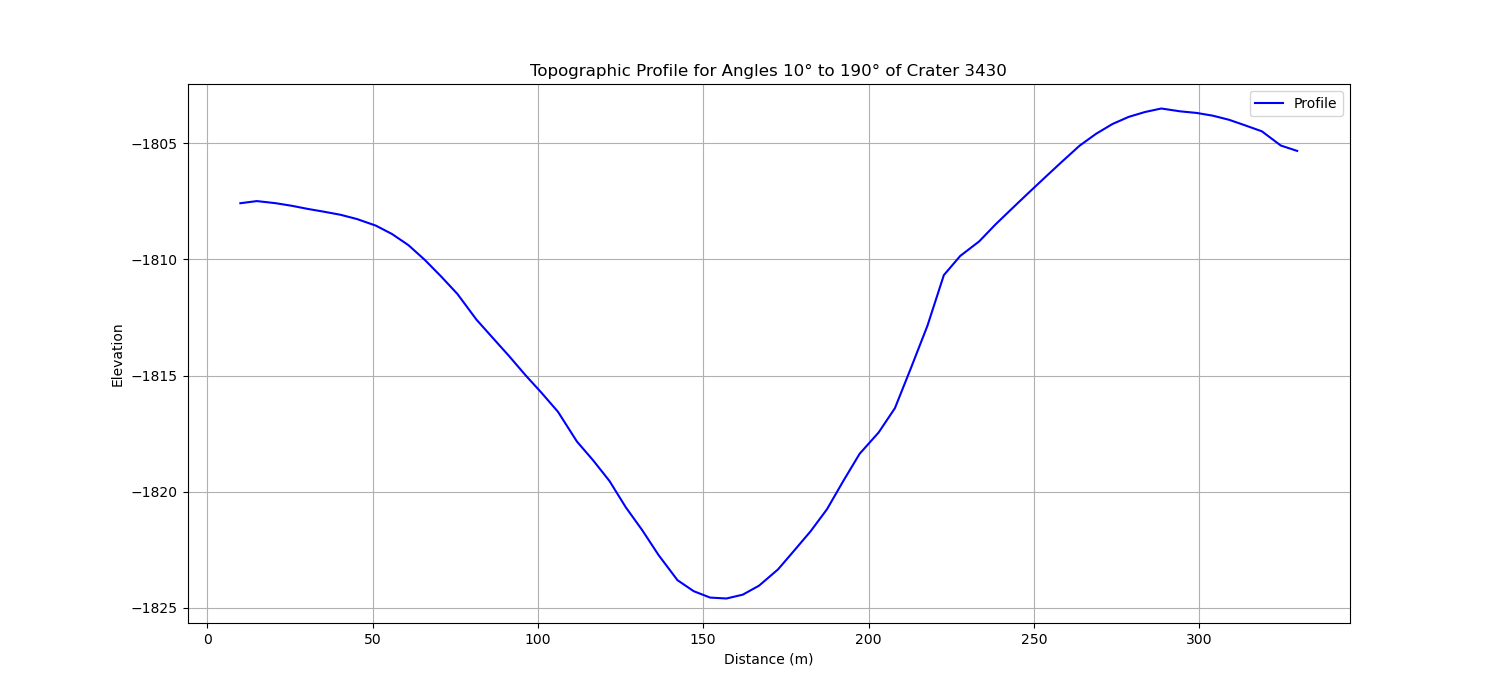 Topographic Profile for Angles 10° to 190° of Crater 3430
Profile
−1805
−1810
−1815
−1820
−1825
Elevation
0 50 100 150 200 250 300
Distance (m)